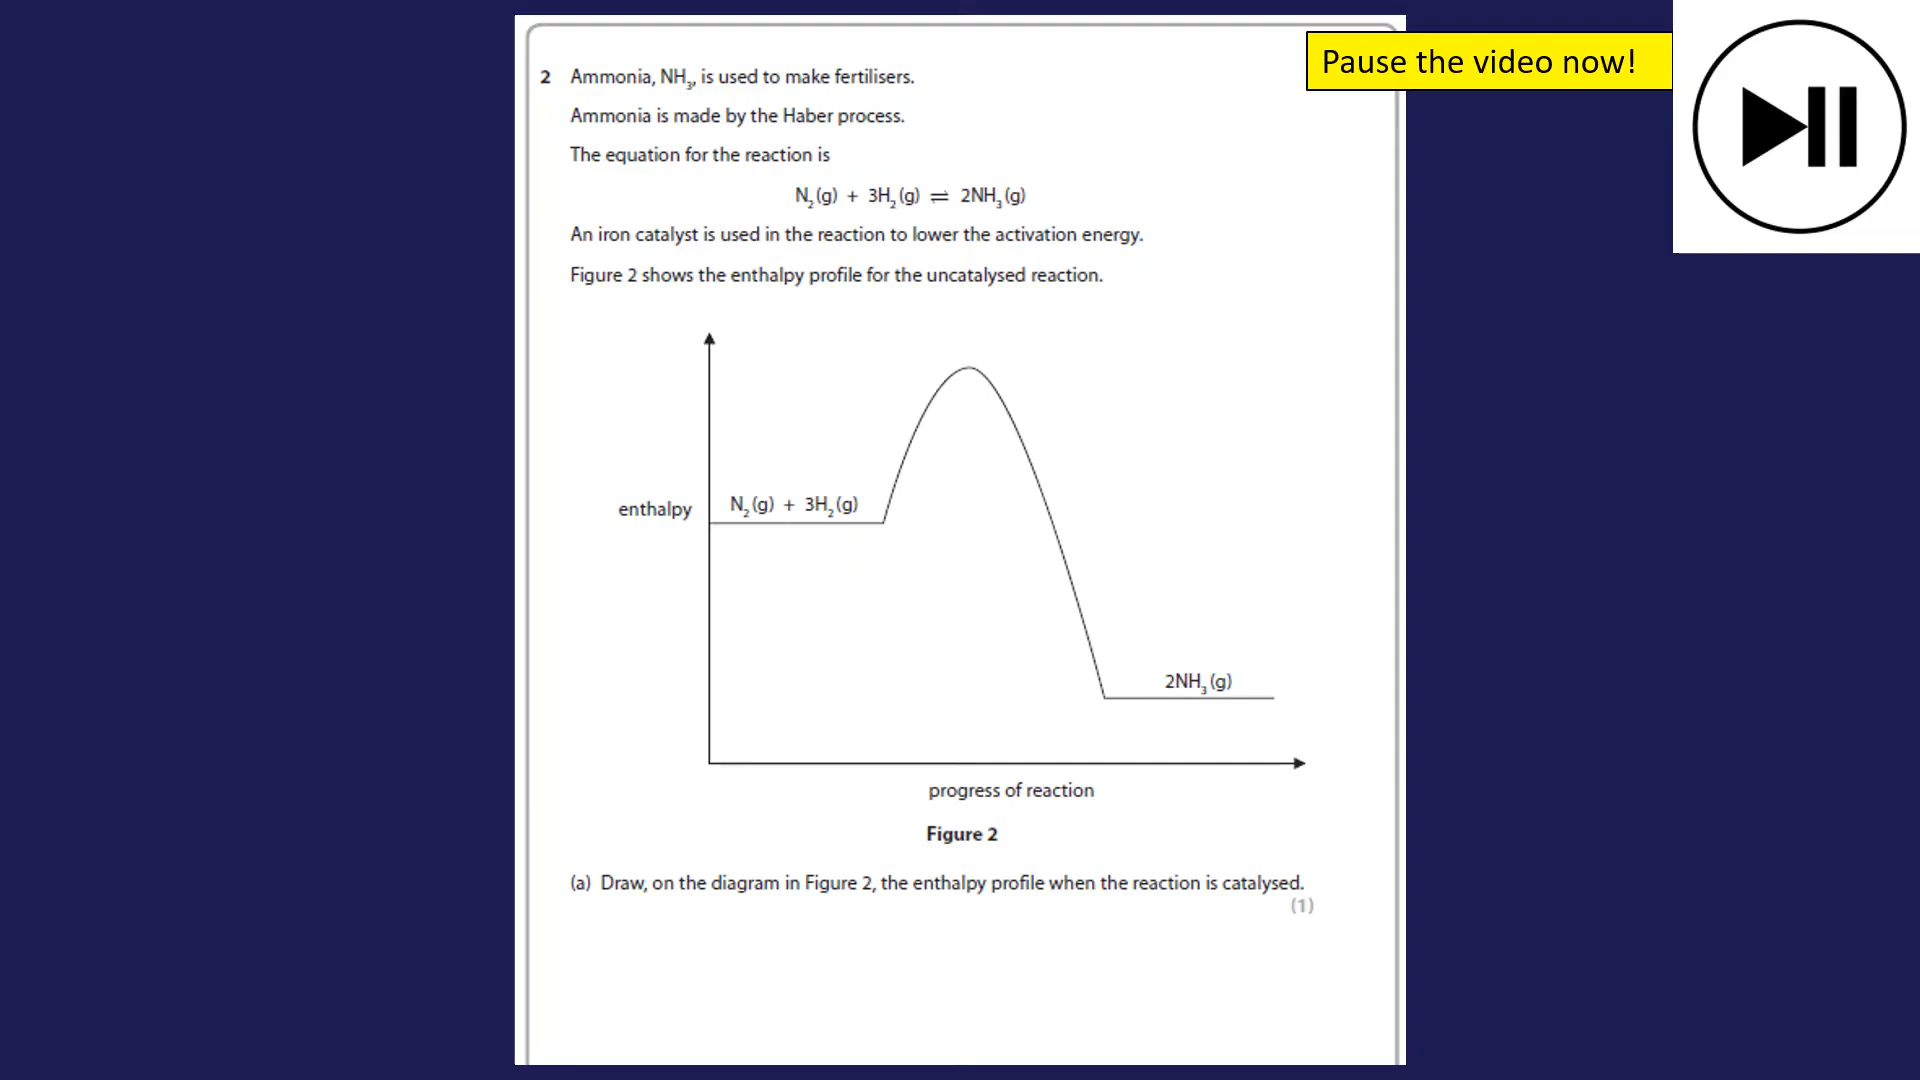 Pause the video now!
2 Ammonia, NH₃, is used to make fertilisers.
Ammonia is made by the Haber process.
The equation for the reaction is
N₂(g) + 3H₂(g) ⇌ 2NH₃(g)
An iron catalyst is used in the reaction to lower the activation energy.
Figure 2 shows the enthalpy profile for the uncatalysed reaction.
enthalpy
N₂(g) + 3H₂(g)
2NH₃(g)
progress of reaction
Figure 2
(a) Draw, on the diagram in Figure 2, the enthalpy profile when the reaction is catalysed.
(1)